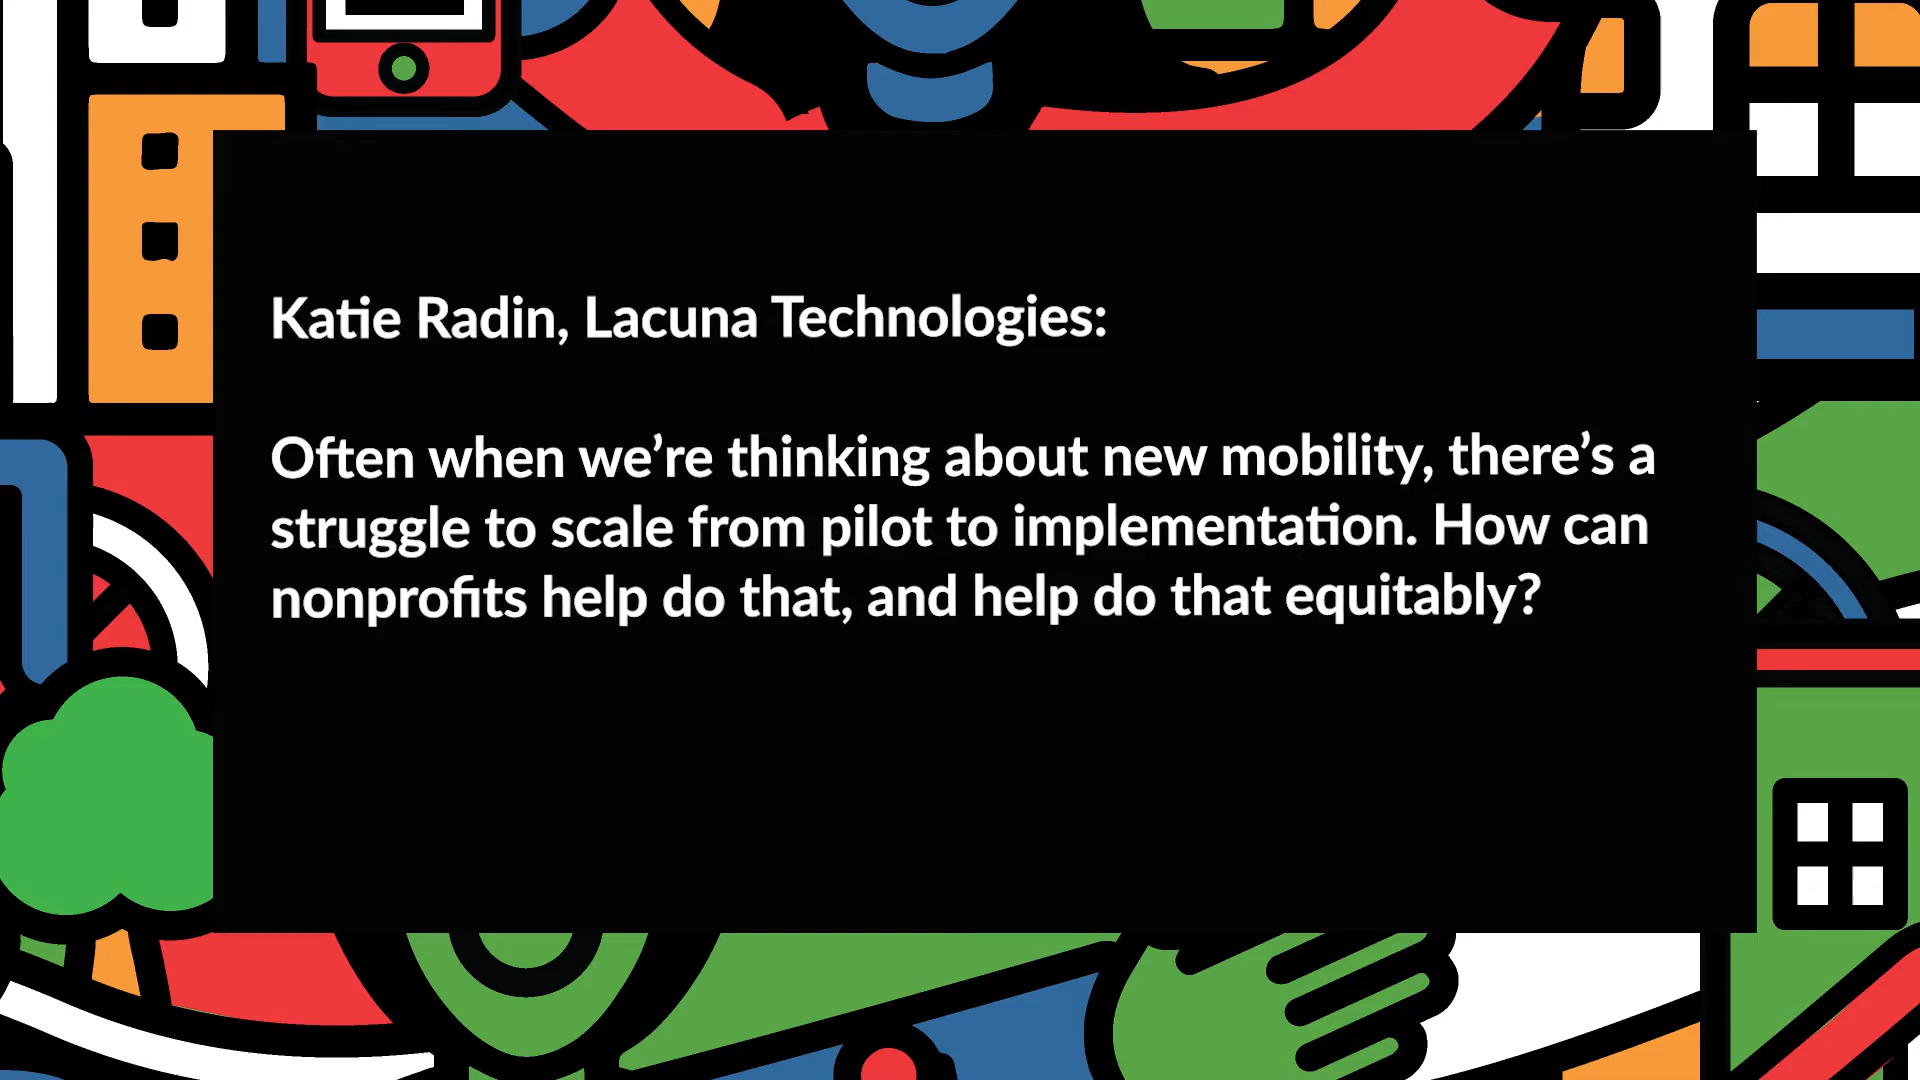 Katie Radin, Lacuna Technologies:
Often when we’re thinking about new mobility, there’s a
struggle to scale from pilot to implementation. How can
nonprofits help do that, and help do that equitably?